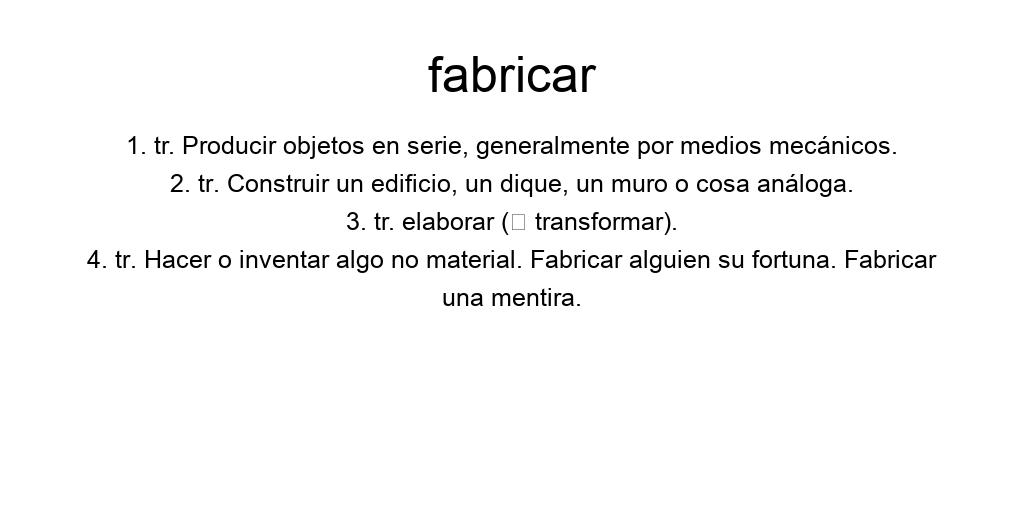 fabricar
1. tr. Producir objetos en serie, generalmente por medios mecánicos.
2. tr. Construir un edificio, un dique, un muro o cosa análoga.
3. tr. elaborar (□ transformar).
4. tr. Hacer o inventar algo no material. Fabricar alguien su fortuna. Fabricar
una mentira.